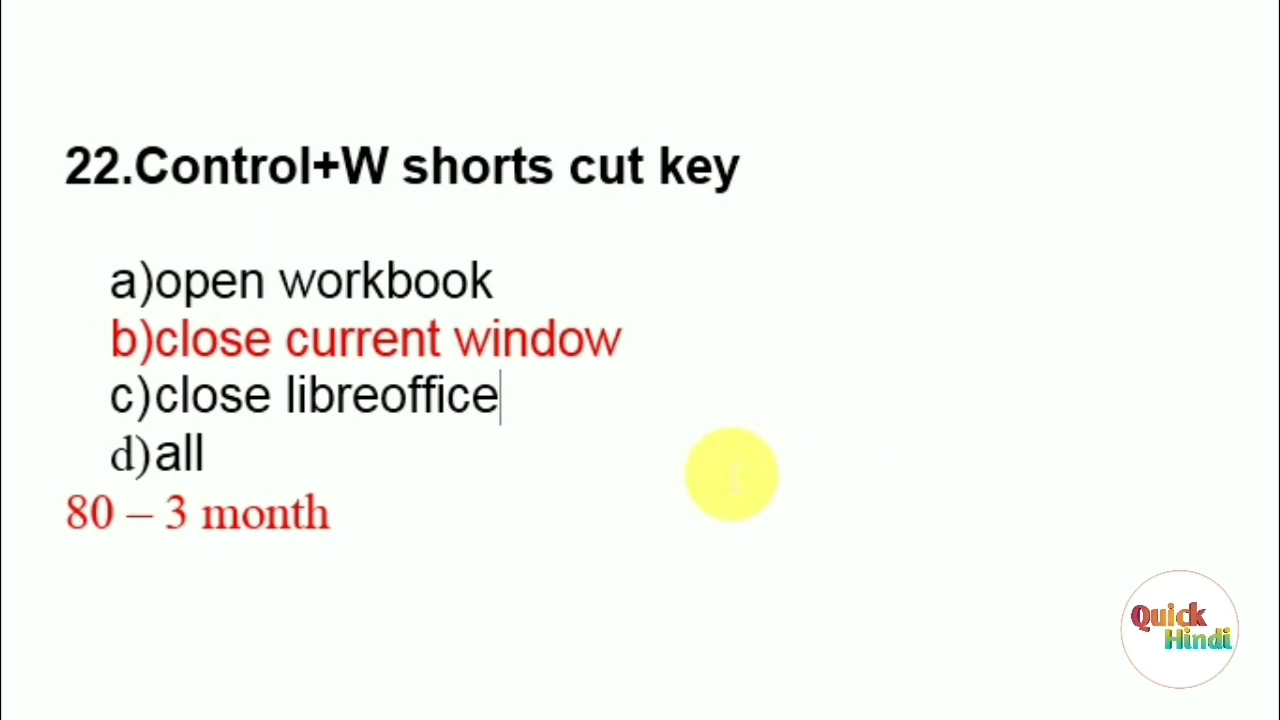 22.Control+W shorts cut key
a)open workbook
b)close current window
c)close libreoffice
d)all
80 – 3 month
Quick
Hindi